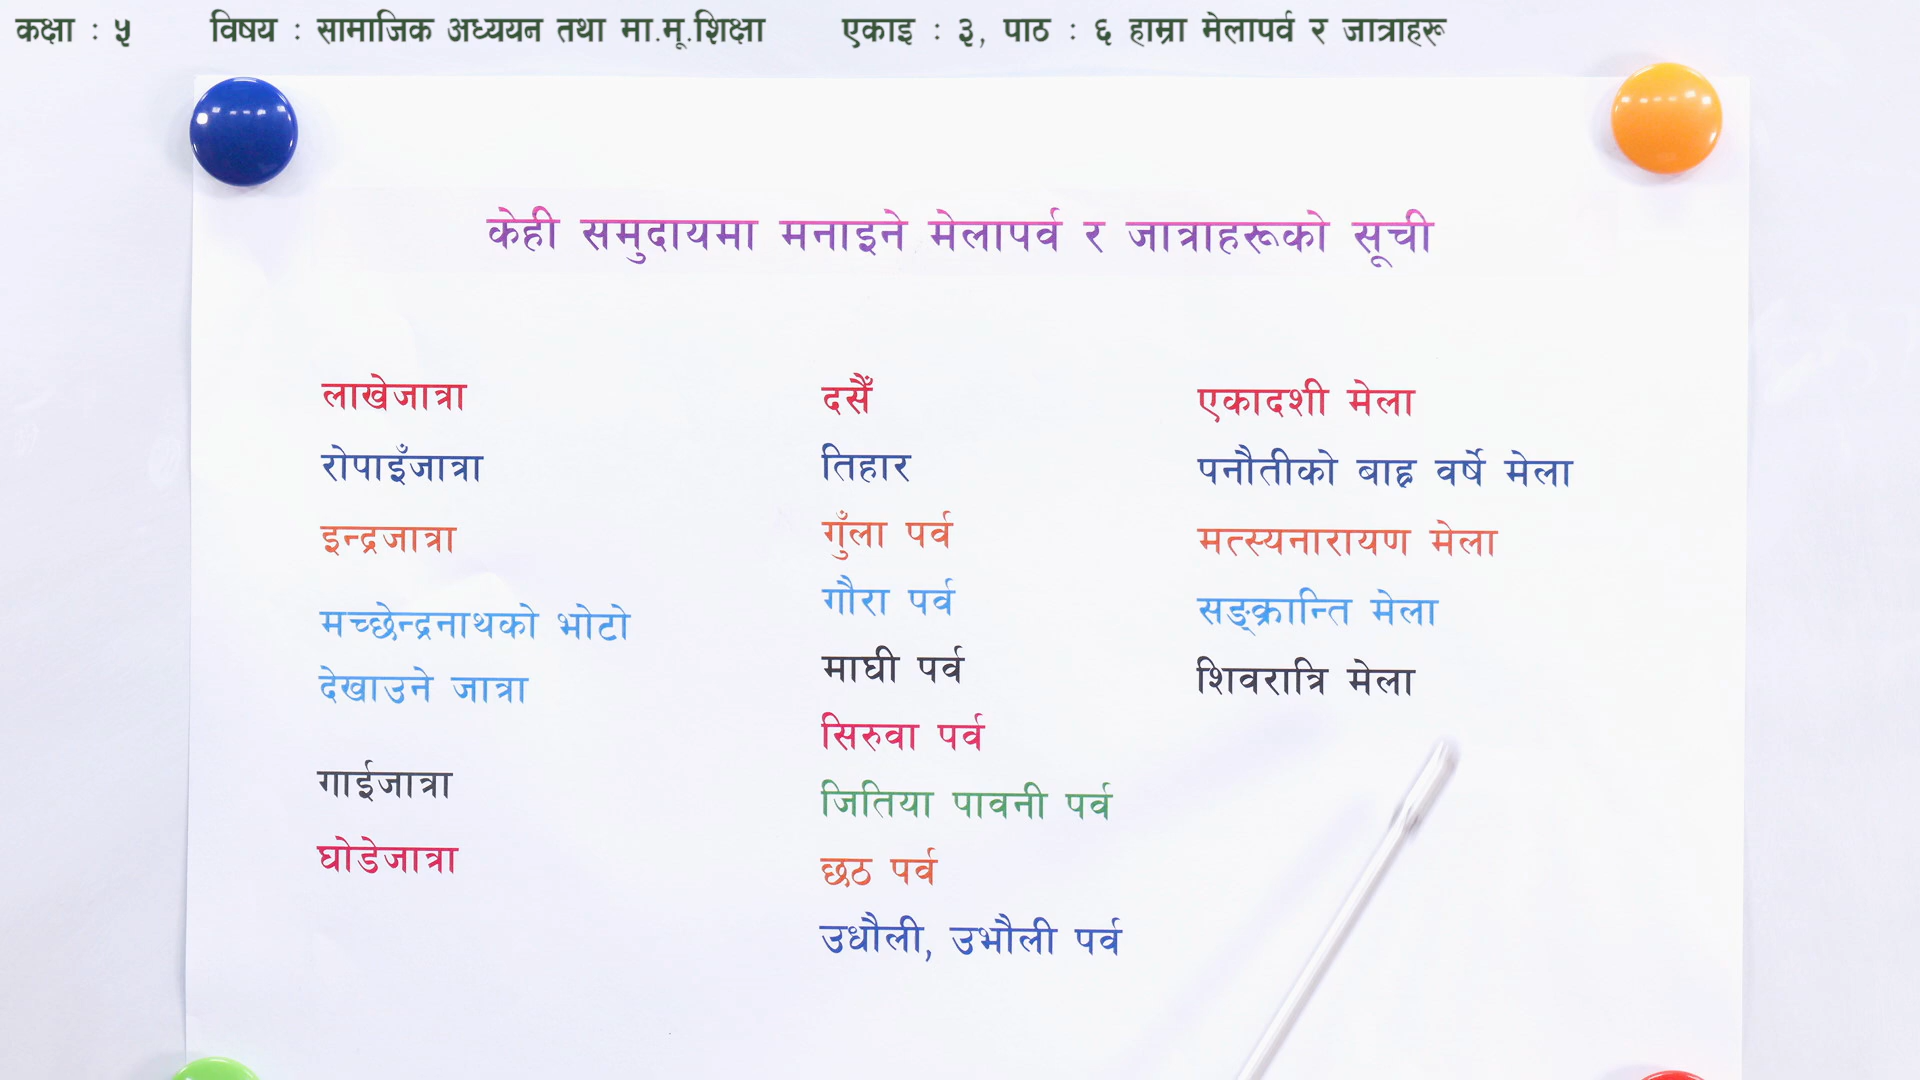 कक्षा : ५ विषय : सामाजिक अध्ययन तथा मा.मू.शिक्षा एकाइ : ३, पाठ : ६ हाम्रा मेलापर्व र जात्राहरू
केही समुदायमा मनाइने मेलापर्व र जात्राहरूको सूची
लाखेजात्रा
रोपाइँजात्रा
इन्द्रजात्रा
मच्छेन्द्रनाथको भोटो
देखाउने जात्रा
गाईजात्रा
घोडेजात्रा
दसैँ
तिहार
गुँला पर्व
गौरा पर्व
माघी पर्व
सिरुवा पर्व
जितिया पावनी पर्व
छठ पर्व
उधौली, उभौली पर्व
एकादशी मेला
पनौतीको बाह्र वर्षे मेला
मत्स्यनारायण मेला
सङ्क्रान्ति मेला
शिवरात्रि मेला